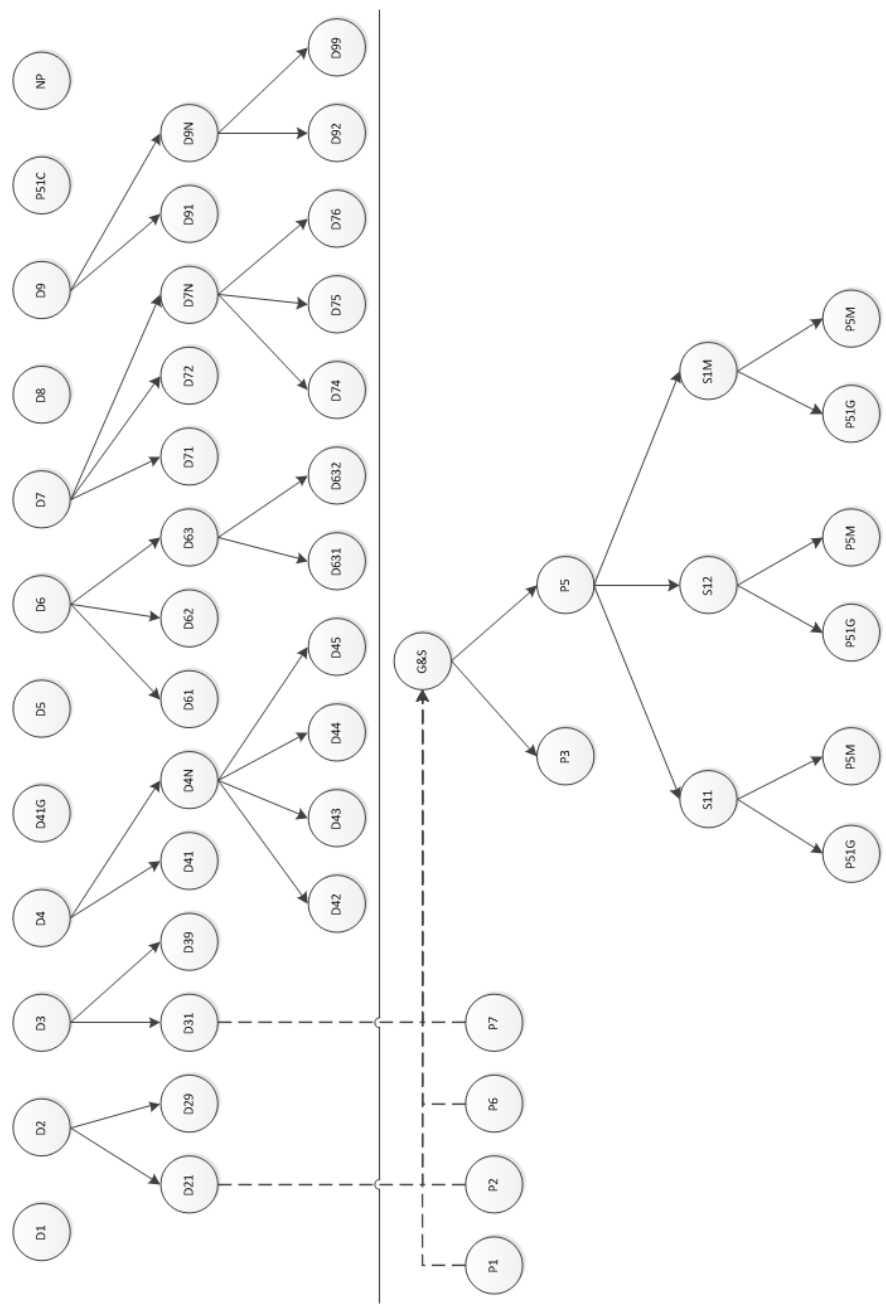 D1
D2
D3
D4
D41G
D5
D6
D7
D8
D9
P51C
NP
D21
D29
D31
D39
D41
D4N
D61
D62
D63
D71
D72
D7N
D91
D9N
D42
D43
D44
D45
D631
D632
D74
D75
D76
D92
D99
G&S
P1
P2
P6
P7
P3
P5
S11
S12
S1M
P51G
P5M
P51G
P5M
P51G
P5M